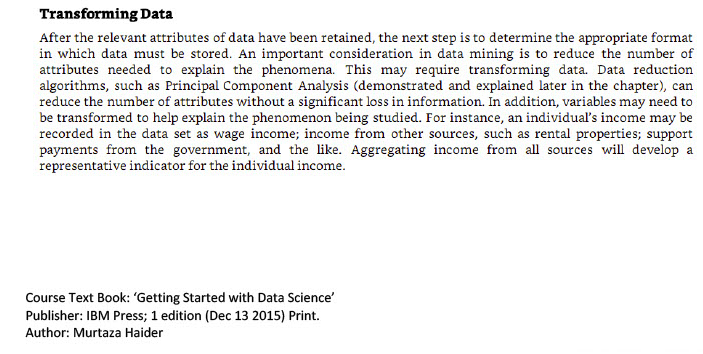 Transforming Data
After the relevant attributes of data have been retained, the next step is to determine the appropriate format
in which data must be stored. An important consideration in data mining is to reduce the number of
attributes needed to explain the phenomena. This may require transforming data. Data reduction
algorithms, such as Principal Component Analysis (demonstrated and explained later in the chapter), can
reduce the number of attributes without a significant loss in information. In addition, variables may need to
be transformed to help explain the phenomenon being studied. For instance, an individual’s income may be
recorded in the data set as wage income; income from other sources, such as rental properties; support
payments from the government, and the like. Aggregating income from all sources will develop a
representative indicator for the individual income.
Course Text Book: ‘Getting Started with Data Science’
Publisher: IBM Press; 1 edition (Dec 13 2015) Print.
Author: Murtaza Haider